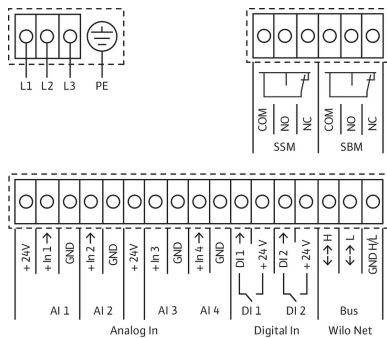 L1 L2 L3 PE
COM NO NC COM NO NC
SSM SBM
+ 24V + In 1 → GND + In 2 → GND + 24V + In 3 GND + In 4 → GND DI 1 → + 24 V DI 2 → + 24 V ↔ H ↔ L GND H/L
AI 1 AI 2 AI 3 AI 4 DI 1 DI 2 Bus
Analog In Digital In Wilo Net